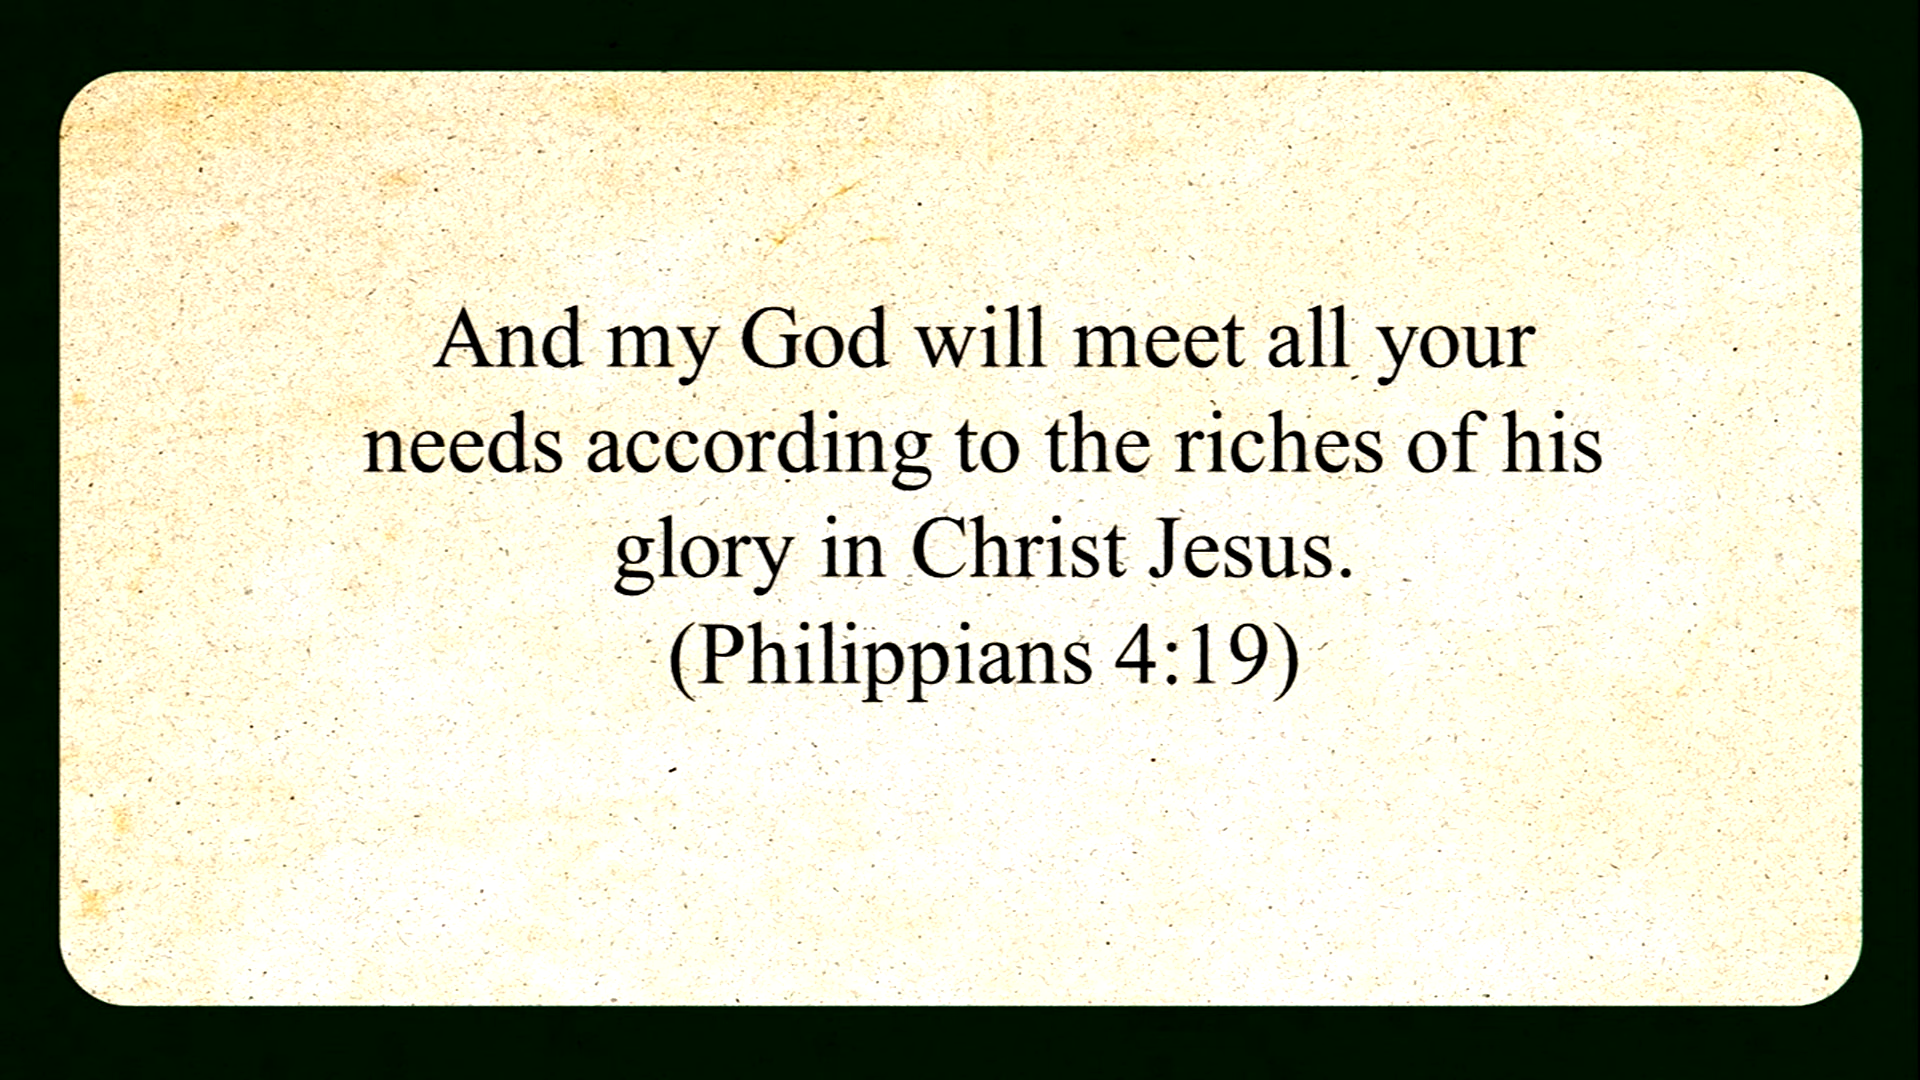 And my God will meet all your
needs according to the riches of his
glory in Christ Jesus.
(Philippians 4:19)